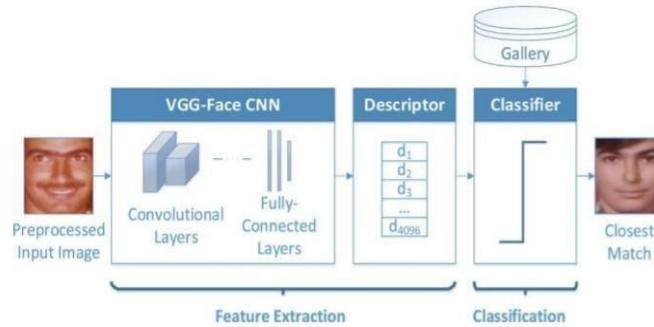 Gallery
VGG-Face CNN
Descriptor
Classifier
d1
d2
d3
...
d4096
Convolutional
Layers
Fully-
Connected
Layers
Preprocessed
Input Image
Closest
Match
Feature Extraction
Classification